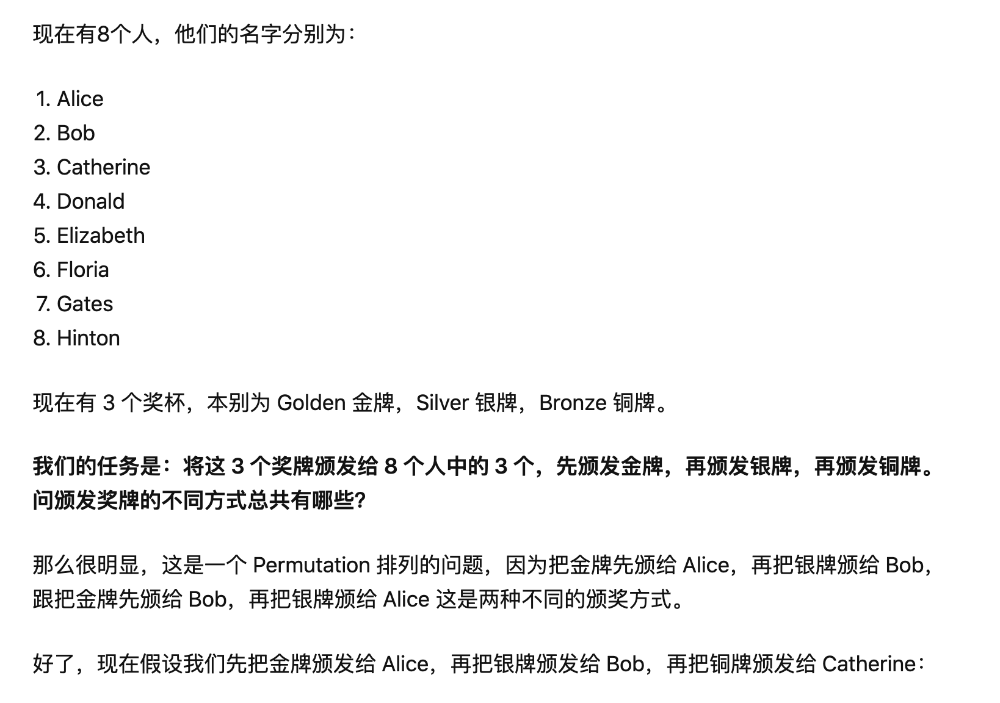 现在有8个人，他们的名字分别为：
1. Alice
2. Bob
3. Catherine
4. Donald
5. Elizabeth
6. Floria
7. Gates
8. Hinton
现在有 3 个奖杯，本别为 Golden 金牌，Silver 银牌，Bronze 铜牌。
我们的任务是：将这 3 个奖牌颁发给 8 个人中的 3 个，先颁发金牌，再颁发银牌，再颁发铜牌。
问颁发奖牌的不同方式总共有哪些?
那么很明显，这是一个 Permutation 排列的问题，因为把金牌先颁给 Alice，再把银牌颁给 Bob，
跟把金牌先颁给 Bob，再把银牌颁给 Alice 这是两种不同的颁奖方式。
好了，现在假设我们先把金牌颁发给 Alice，再把银牌颁发给 Bob，再把铜牌颁发给 Catherine：